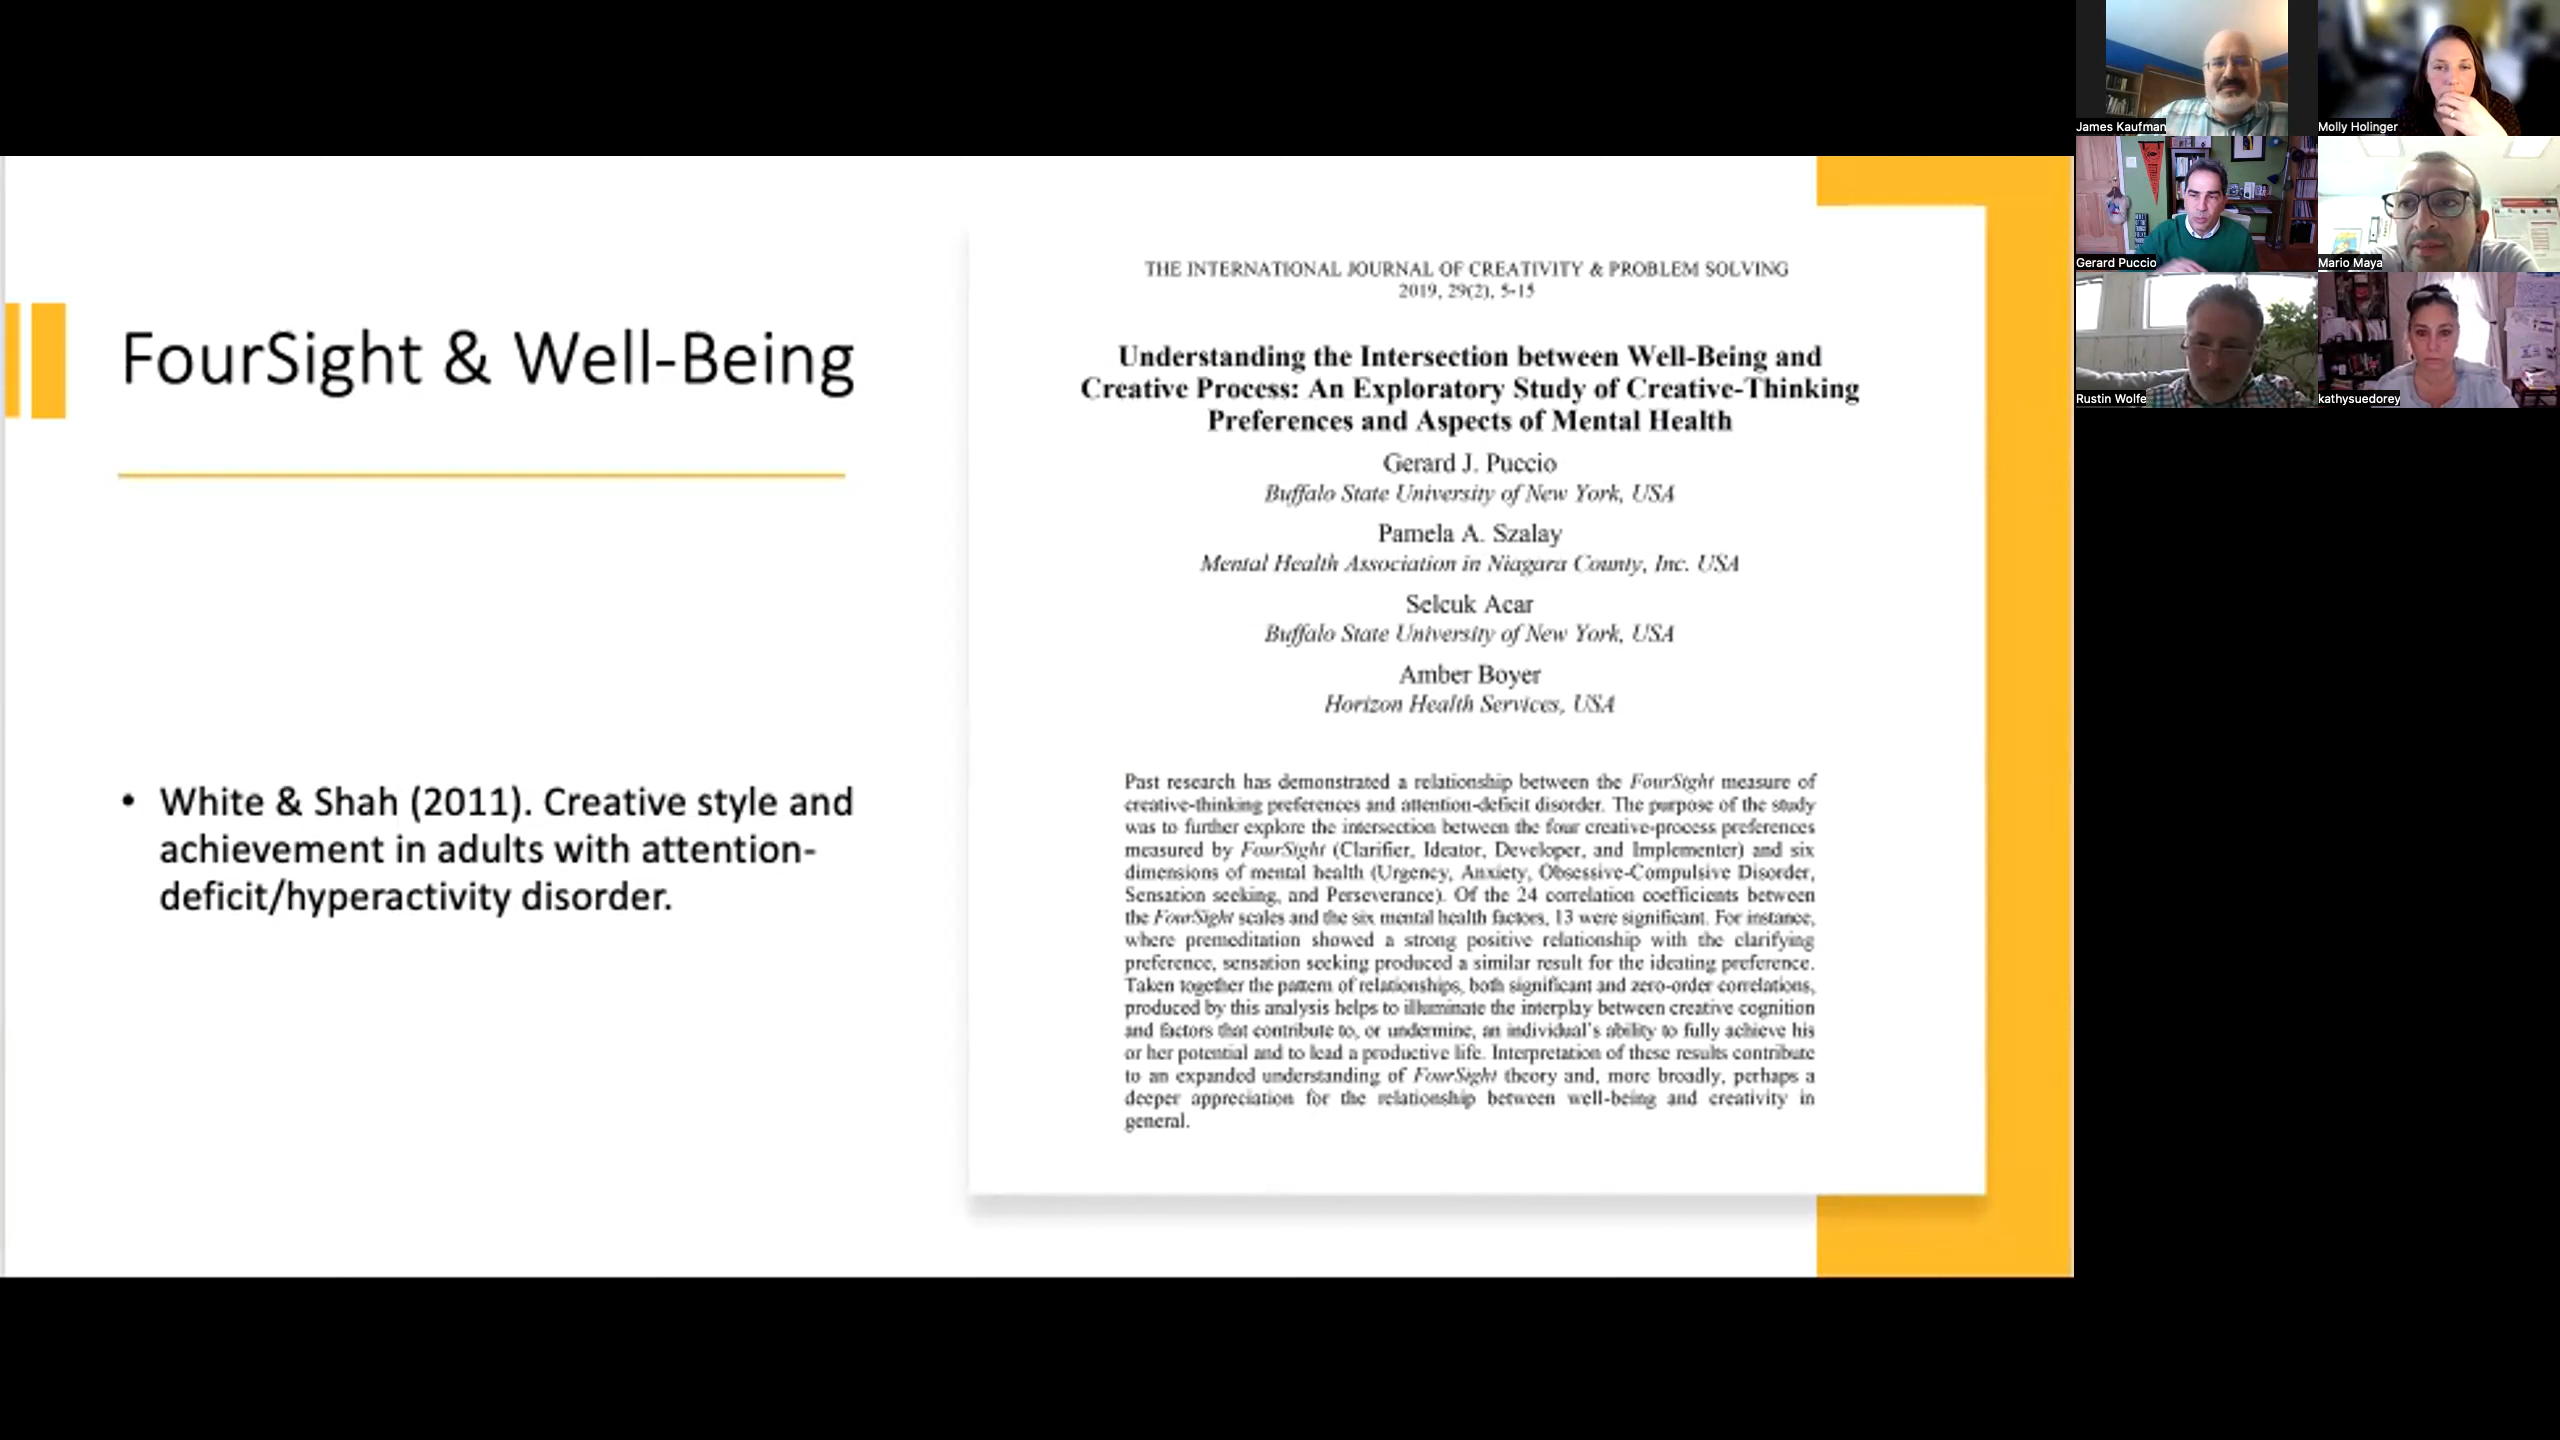 FourSight & Well-Being
• White & Shah (2011). Creative style and
achievement in adults with attention-
deficit/hyperactivity disorder.
THE INTERNATIONAL JOURNAL OF CREATIVITY & PROBLEM SOLVING
2019, 29(2), 5-15
Understanding the Intersection between Well-Being and
Creative Process: An Exploratory Study of Creative-Thinking
Preferences and Aspects of Mental Health
Gerard J. Puccio
Buffalo State University of New York, USA
Pamela A. Szalay
Mental Health Association in Niagara County, Inc. USA
Selcuk Acar
Buffalo State University of New York, USA
Amber Boyer
Horizon Health Services, USA
Past research has demonstrated a relationship between the FourSight measure of
creative-thinking preferences and attention-deficit disorder. The purpose of the study
was to further explore the intersection between the four creative-process preferences
measured by FourSight (Clarifier, Ideator, Developer, and Implementer) and six
dimensions of mental health (Urgency, Anxiety, Obsessive-Compulsive Disorder,
Sensation seeking, and Perseverance). Of the 24 correlation coefficients between
the FourSight scales and the six mental health factors, 13 were significant. For instance,
where premeditation showed a strong positive relationship with the clarifying
preference, sensation seeking produced a similar result for the ideating preference.
Taken together the pattern of relationships, both significant and zero-order correlations,
produced by this analysis helps to illuminate the interplay between creative cognition
and factors that contribute to, or undermine, an individual's ability to fully achieve his
or her potential and to lead a productive life. Interpretation of these results contribute
to an expanded understanding of FourSight theory and, more broadly, perhaps a
deeper appreciation for the relationship between well-being and creativity in
general.
James Kaufman
Molly Holinger
Gerard Puccio
Mario Maya
Rustin Wolfe
kathysuedorey